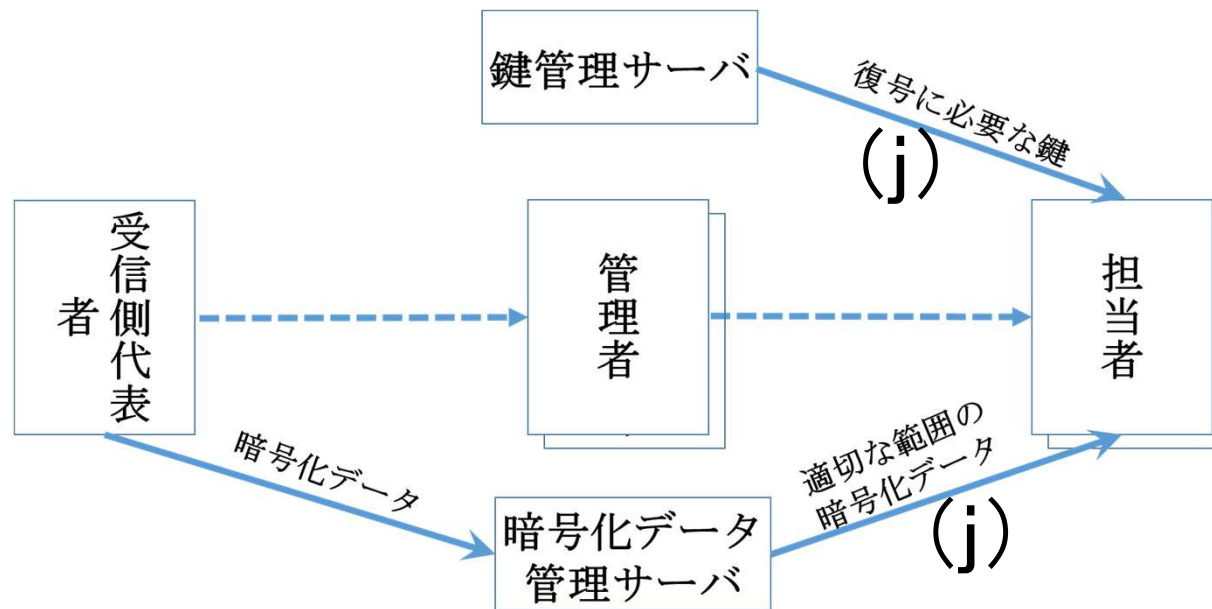 鍵管理サーバ
復号に必要な鍵
(j)
受信側代表
者
管理者
担当者
暗号化データ
適切な範囲の
暗号化データ
(j)
暗号化データ
管理サーバ